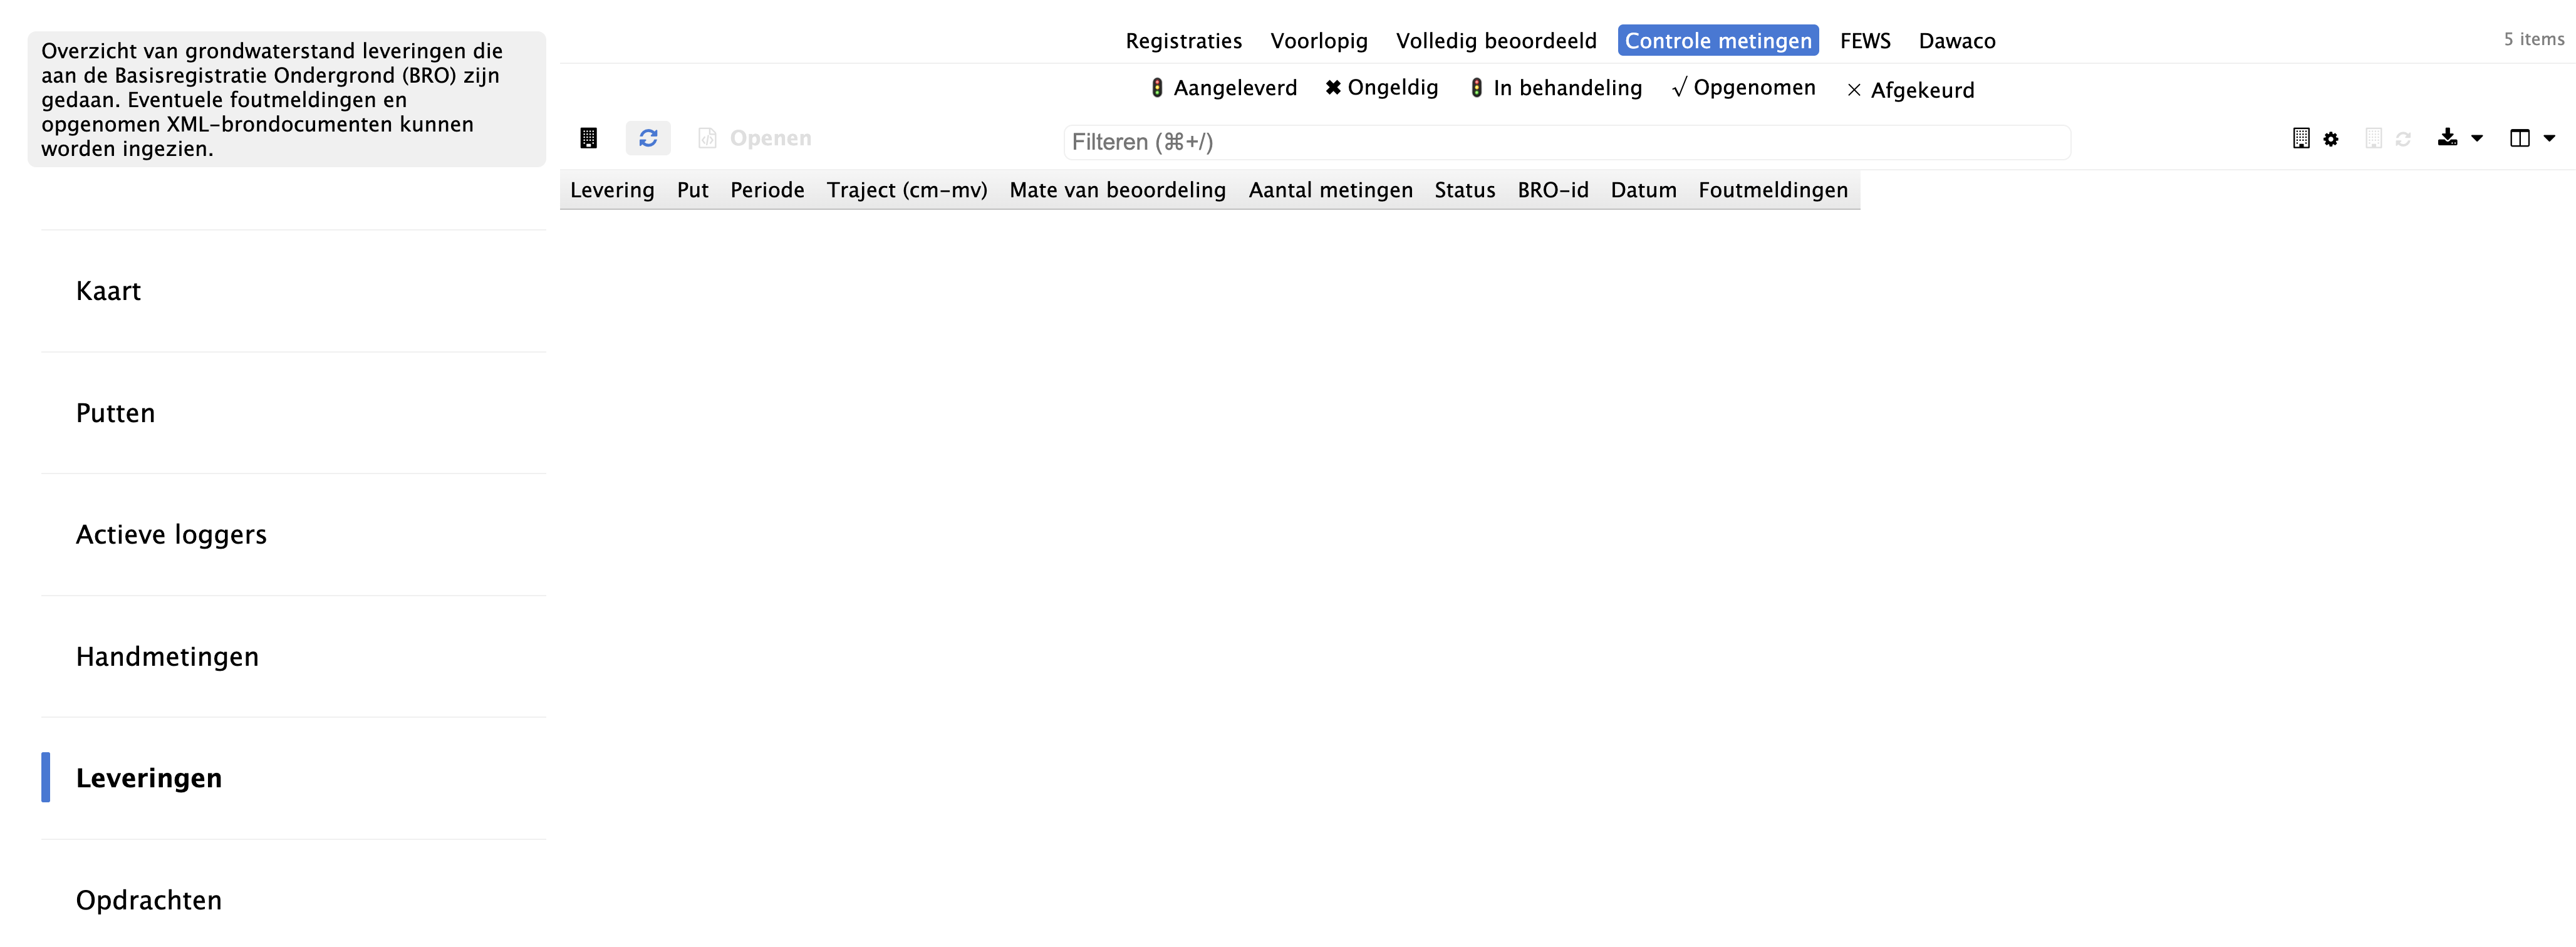 Overzicht van grondwaterstand leveringen die
aan de Basisregistratie Ondergrond (BRO) zijn
gedaan. Eventuele foutmeldingen en
opgenomen XML-brondocumenten kunnen
worden ingezien.
Registraties Voorlopig Volledig beoordeeld Controle metingen FEWS Dawaco
5 items
Aangeleverd ✖ Ongeldig In behandeling √ Opgenomen × Afgekeurd
Openen
Filteren (⌘+/)
Levering Put Periode Traject (cm-mv) Mate van beoordeling Aantal metingen Status BRO-id Datum Foutmeldingen
Kaart
Putten
Actieve loggers
Handmetingen
Leveringen
Opdrachten